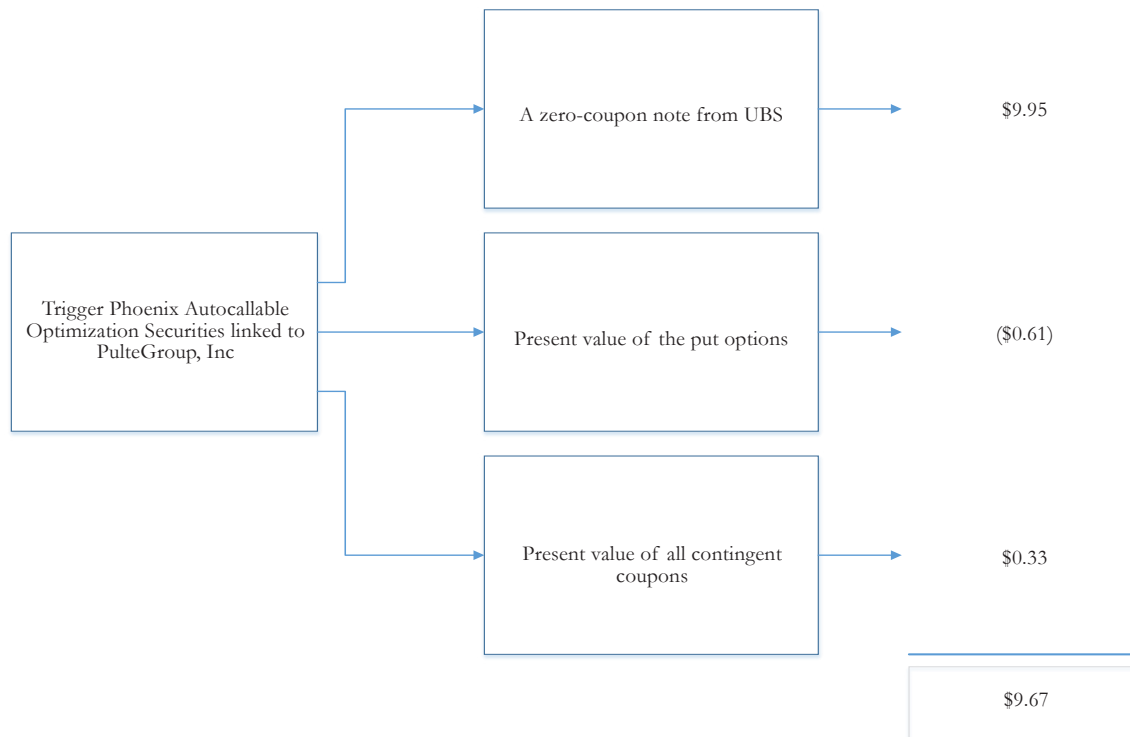 A zero-coupon note from UBS
$9.95
Trigger Phoenix Autocallable
Optimization Securities linked to
PulteGroup, Inc
Present value of the put options
($0.61)
Present value of all contingent
coupons
$0.33
$9.67